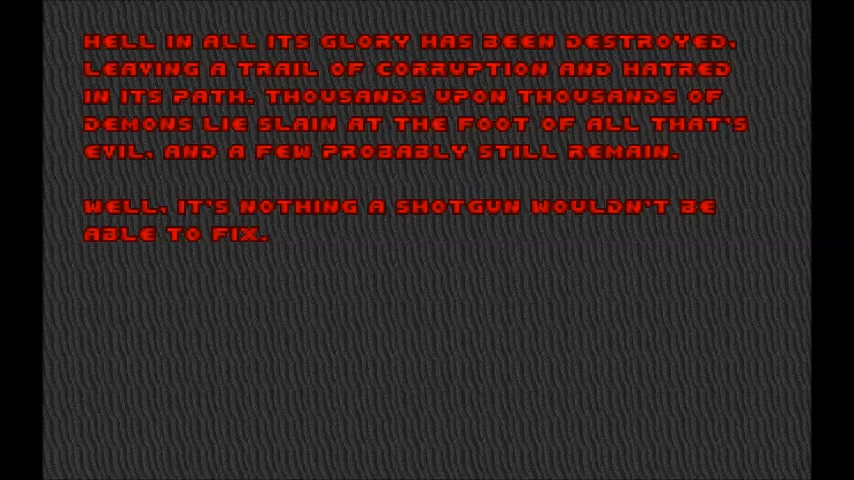 HELL IN ALL ITS GLORY HAS BEEN DESTROYED,
LEAVING A TRAIL OF CORRUPTION AND HATRED
IN ITS PATH. THOUSANDS UPON THOUSANDS OF
DEMONS LIE SLAIN AT THE FOOT OF ALL THAT'S
EVIL, AND A FEW PROBABLY STILL REMAIN.
WELL, IT'S NOTHING A SHOTGUN WOULDN'T BE
ABLE TO FIX.